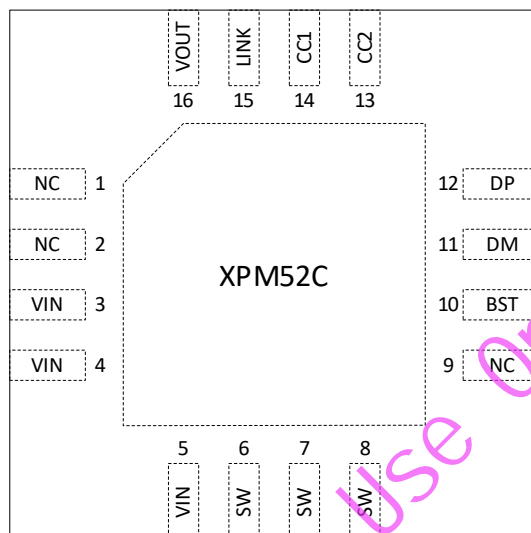 VOUT LINK CC1 CC2
16 15 14 13
NC 1 12 DP
NC 2 11 DM
XPM52C
VIN 3 10 BST
VIN 4 9 NC
5 6 7 8
VIN SW SW SW
Use